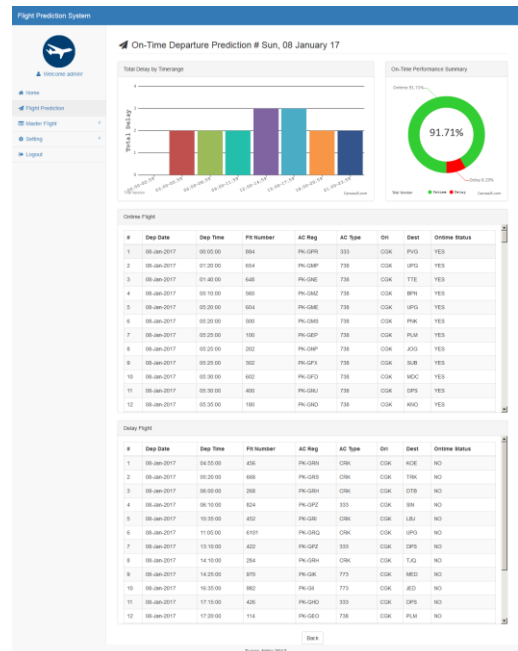 Flight Prediction System
Welcome admin
Home
Flight Prediction
Master Flight
Setting
Logout
On-Time Departure Prediction # Sun, 08 January 17
Total Delay by Timerange
Total Delay
4
3
2
1
0
Trial Version
CanvasJS.com
On-Time Performance Summary
91.71%
Trial Version
Ontime Delay
CanvasJS.com
Ontime Flight
# Dep Date Dep Time Flt Number AC Reg AC Type Ori Dest Ontime Status
1 08-Jan-2017 00:05:00 884 PK-GPR 333 CGK PVG YES
2 08-Jan-2017 01:20:00 654 PK-GMP 738 CGK UPG YES
3 08-Jan-2017 01:40:00 648 PK-GNE 738 CGK TTE YES
4 08-Jan-2017 05:10:00 PK-GMZ 738 CGK BPN YES
5 08-Jan-2017 05:20:00 604 PK-GME 738 CGK UPG YES
6 08-Jan-2017 05:20:00 PK-GMS 738 CGK PNK YES
7 08-Jan-2017 05:25:00 100 PK-GEP 738 CGK PLM YES
8 08-Jan-2017 05:25:00 202 PK-GNP 738 CGK JOG YES
9 08-Jan-2017 05:25:00 302 PK-GFX 738 CGK SUB YES
10 08-Jan-2017 05:30:00 602 PK-GFD 738 CGK MDC YES
11 08-Jan-2017 05:30:00 400 PK-GNU 738 CGK DPS YES
12 08-Jan-2017 05:35:00 180 PK-GND 738 CGK KNO YES
Delay Flight
# Dep Date Dep Time Flt Number AC Reg AC Type Ori Dest Ontime Status
1 08-Jan-2017 04:55:00 456 PK-GRN CRK CGK KOE NO
2 08-Jan-2017 05:20:00 PK-GRS CRK CGK TRK NO
3 08-Jan-2017 06:00:00 268 PK-GRH CRK CGK DTB NO
4 08-Jan-2017 06:10:00 824 PK-GPZ 333 CGK SIN NO
5 08-Jan-2017 10:35:00 452 PK-GRI CRK CGK LBJ NO
6 08-Jan-2017 11:05:00 6101 PK-GRQ CRK CGK UPG NO
7 08-Jan-2017 13:10:00 422 PK-GPZ 333 CGK DPS NO
8 08-Jan-2017 14:10:00 284 PK-GRH CRK CGK TJQ NO
9 08-Jan-2017 14:25:00 970 PK-GIK 773 CGK MED NO
10 08-Jan-2017 16:35:00 982 PK-GII 773 CGK JED NO
11 08-Jan-2017 17:15:00 426 PK-GHD 333 CGK DPS NO
12 08-Jan-2017 17:20:00 114 PK-GEO 738 CGK PLM NO
Back